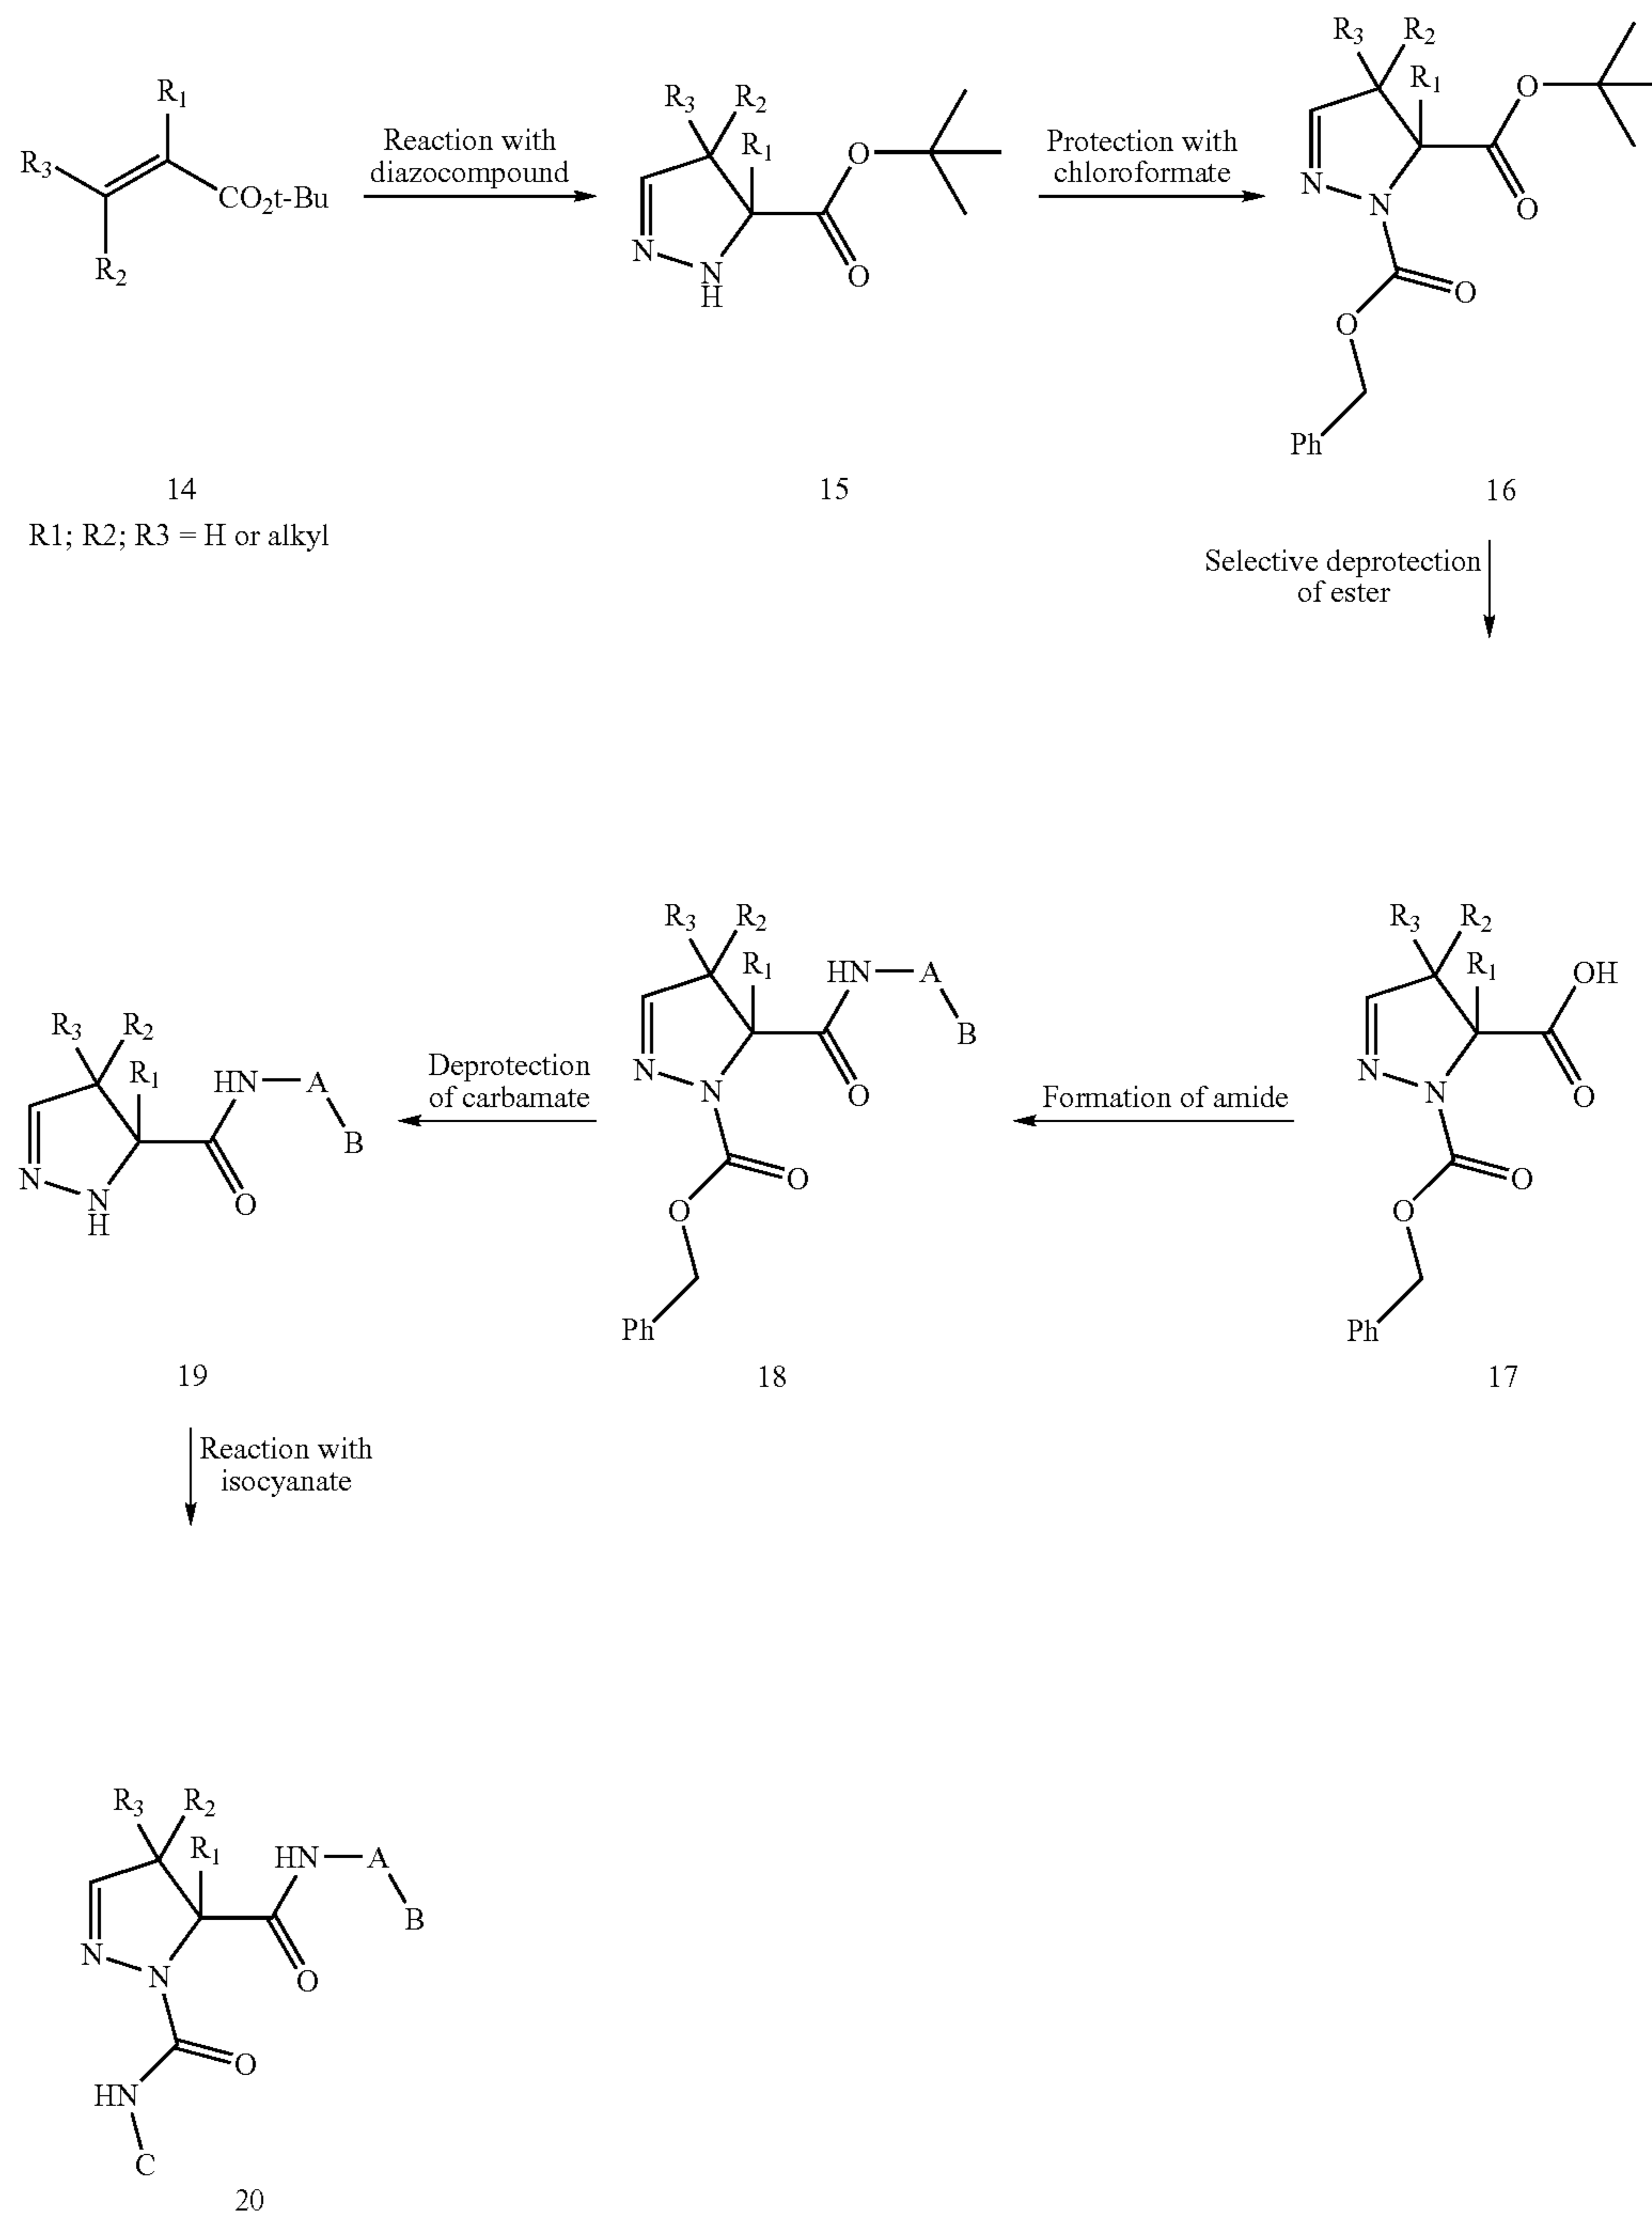 R1
R3
CO2t-Bu
R2
14
R1; R2; R3 = H or alkyl
Reaction with
diazocompound
R3 R2
R1
O
N
N
H
O
15
Protection with
chloroformate
R3 R2
R1
O
N
N
O
O
O
Ph
16
Selective deprotection
of ester
R3 R2
R1
OH
N
N
O
O
O
Ph
17
Formation of amide
R3 R2
R1
HN A
B
N
N
O
O
O
Ph
18
Deprotection
of carbamate
R3 R2
R1
HN A
B
N
N
H
O
19
Reaction with
isocyanate
R3 R2
R1
HN A
B
N
N
O
O
HN
C
20